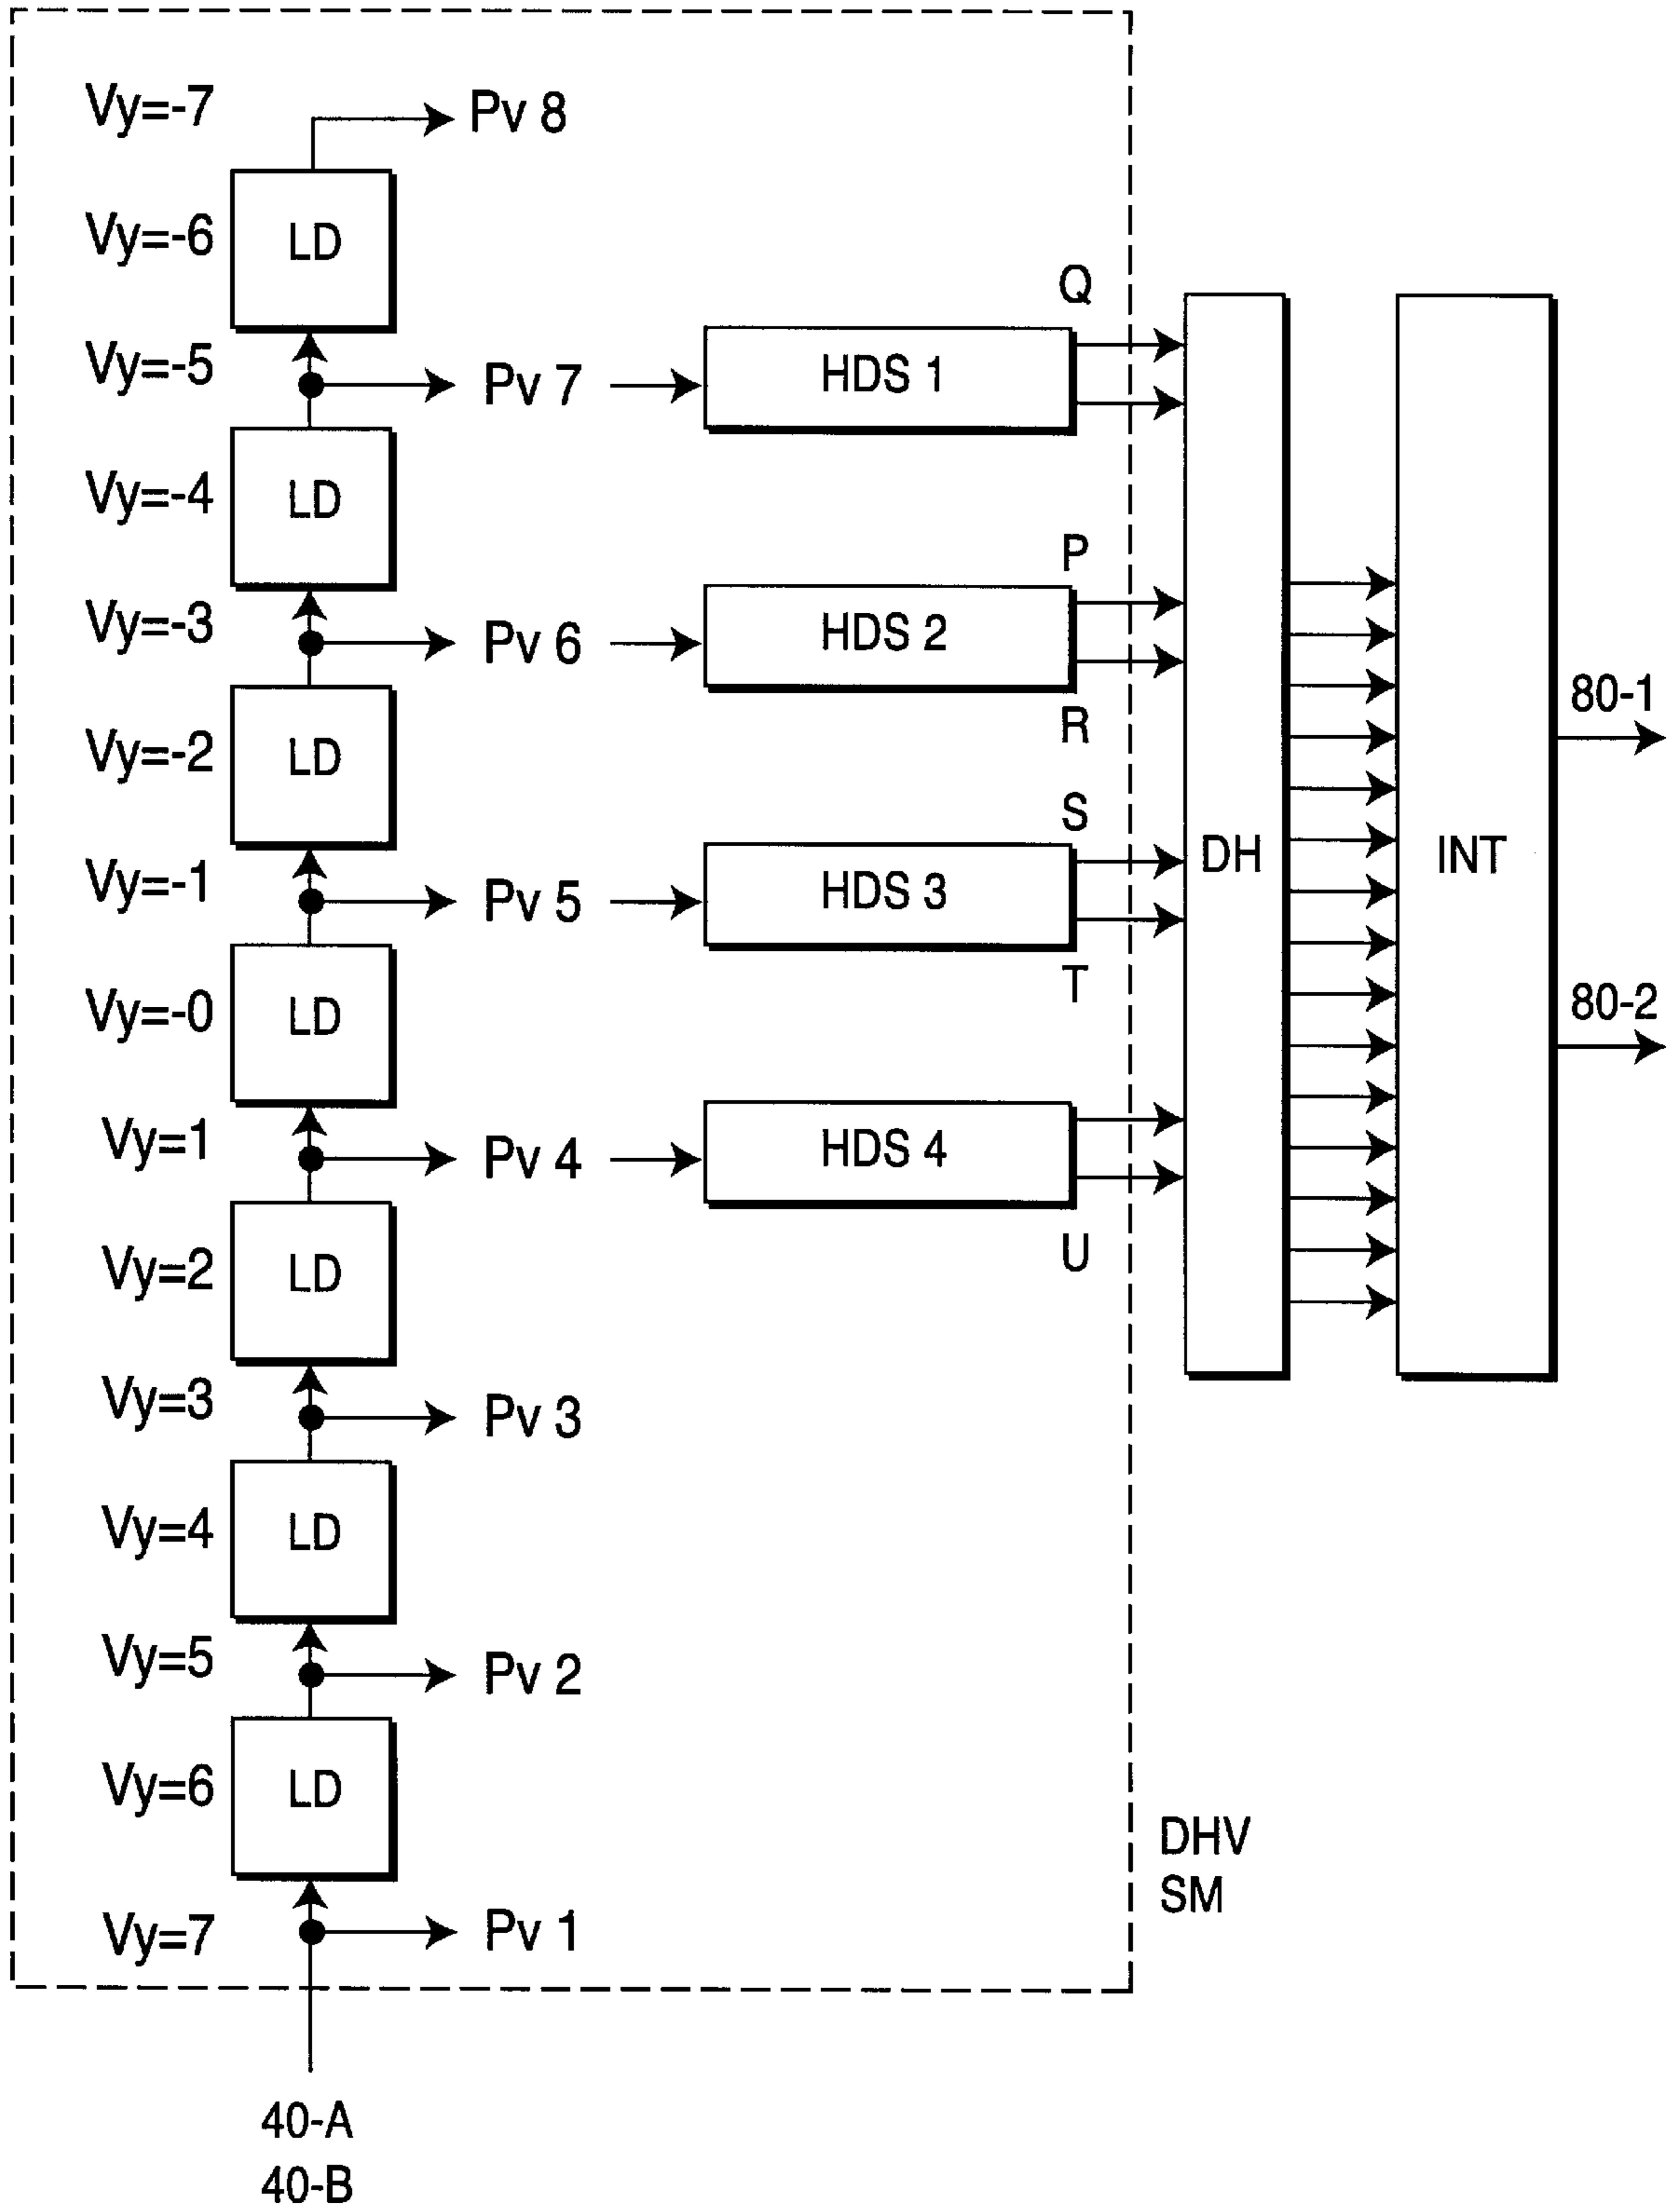 Vy=-7
Pv 8
Vy=-6
LD
Q
Vy=-5
Pv 7
HDS 1
Vy=-4
LD
P
Vy=-3
Pv 6
HDS 2
R
80-1
Vy=-2
LD
S
Vy=-1
Pv 5
HDS 3
DH
INT
T
80-2
Vy=-0
LD
Vy=1
Pv 4
HDS 4
U
Vy=2
LD
Vy=3
Pv 3
Vy=4
LD
Vy=5
Pv 2
Vy=6
LD
DHV
SM
Vy=7
Pv 1
40-A
40-B